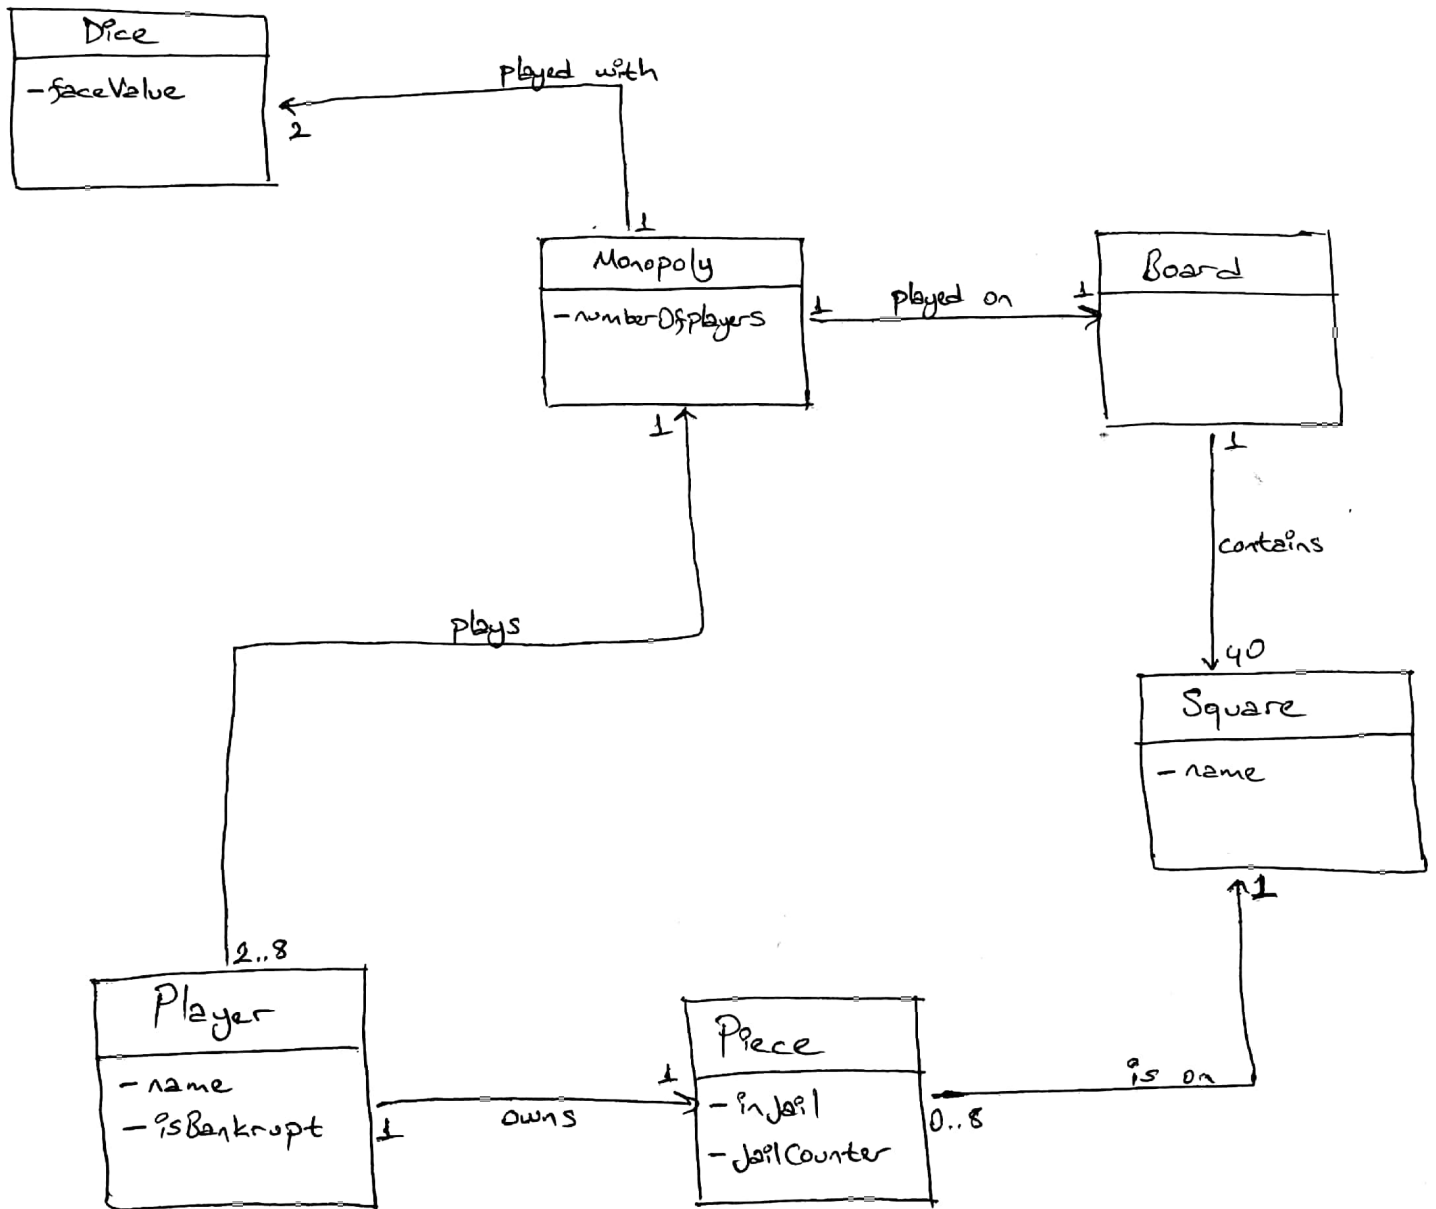 Dice
-faceValue
played with
2
1
Monopoly
-numberOfplayers
1
played on
1
Board
1
1
contains
plays
40
Square
-name
1
2..8
Player
-name
-isBankrupt
1
owns
1
Piece
-inJail
-JailCounter
0..8
is on